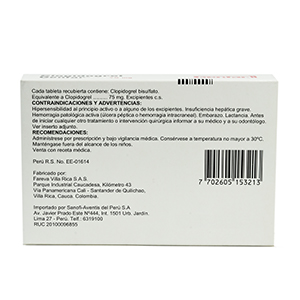 Cada tableta recubierta contiene: Clopidogrel bisulfato.
Equivalente a Clopidogrel .......... 75 mg. Excipientes c.s.
CONTRAINDICACIONES Y ADVERTENCIAS:
Hipersensibilidad al principio activo o a alguno de los excipientes. Insuficiencia hepática grave.
Hemorragia patológica activa (úlcera péptica o hemorragia intracraneal). Embarazo. Lactancia. Antes
de iniciar cualquier otro tratamiento o intervención quirúrgica informar a su médico y a su odontólogo.
Ver inserto adjunto.
RECOMENDACIONES:
Adminístrese por prescripción y bajo vigilancia médica. Consérvese a temperatura no mayor a 30ºC.
Manténgase fuera del alcance de los niños.
Venta con receta médica.
Perú R.S. No. EE-01614
Fabricado por:
Fareva Villa Rica S.A.S.
Parque Industrial Caucadesa, Kilómetro 43
Vía Panamericana Cali - Santander de Quilichao,
Villa Rica, Cauca. Colombia.
Importado por Sanofi-Aventis del Perú S.A
Av. Javier Prado Este Nº444, Int. 1501 Urb. Jardín
Lima 27 - Perú. Telf.: 6319100
RUC 20100096855
7 702605 153213